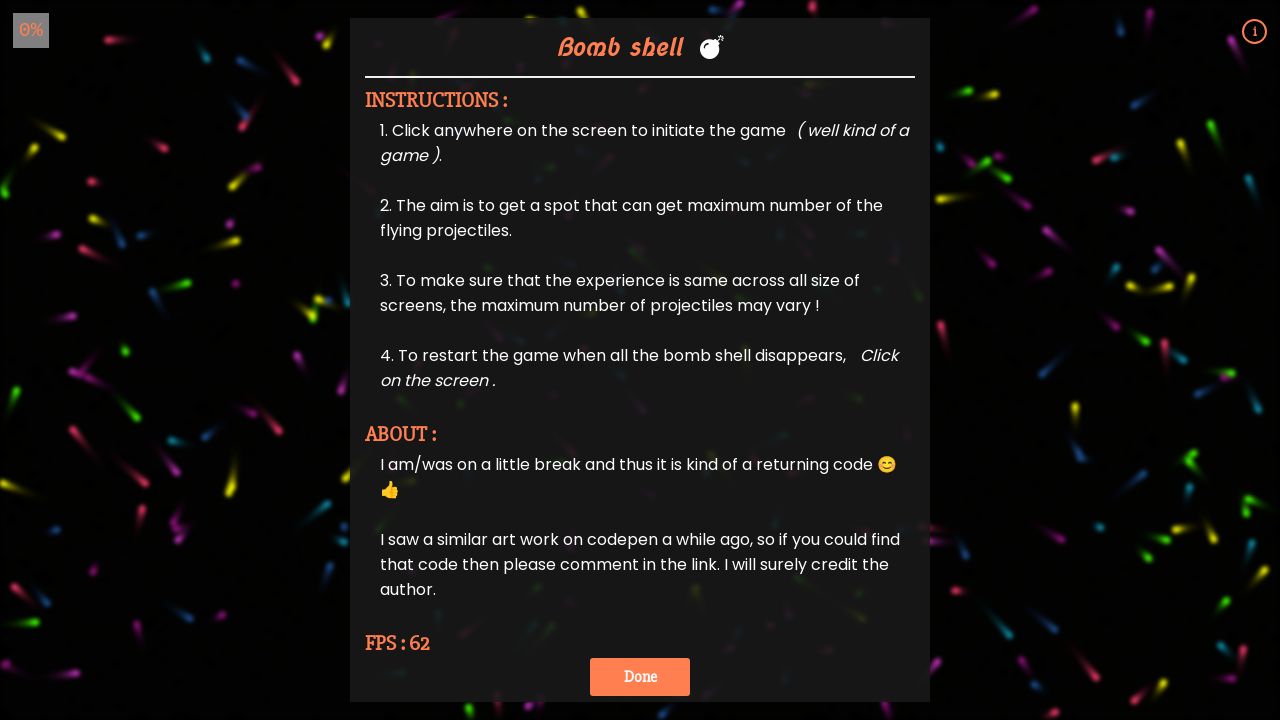 0%
i
Bomb shell 💣
INSTRUCTIONS :
1. Click anywhere on the screen to initiate the game ( well kind of a
game ).
2. The aim is to get a spot that can get maximum number of the
flying projectiles.
3. To make sure that the experience is same across all size of
screens, the maximum number of projectiles may vary !
4. To restart the game when all the bomb shell disappears, Click
on the screen .
ABOUT :
I am/was on a little break and thus it is kind of a returning code 😊
👍
I saw a similar art work on codepen a while ago, so if you could find
that code then please comment in the link. I will surely credit the
author.
FPS : 62
Done